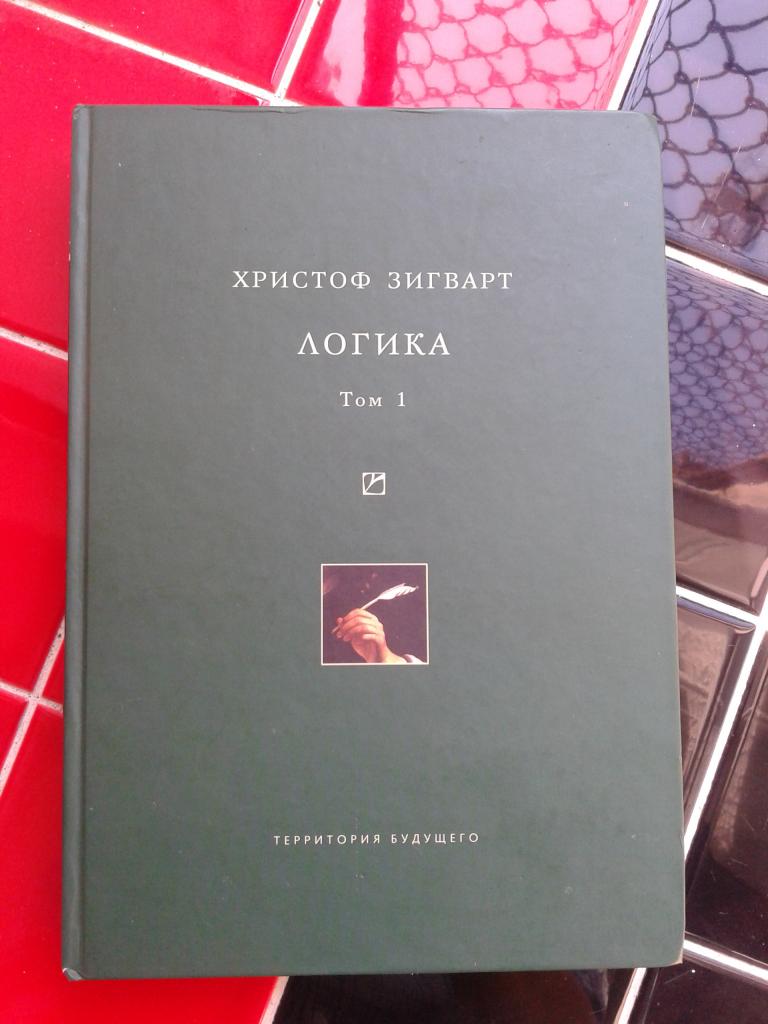 ХРИСТОФ ЗИГВАРТ
ЛОГИКА
Том 1
ТЕРРИТОРИЯ БУДУЩЕГО